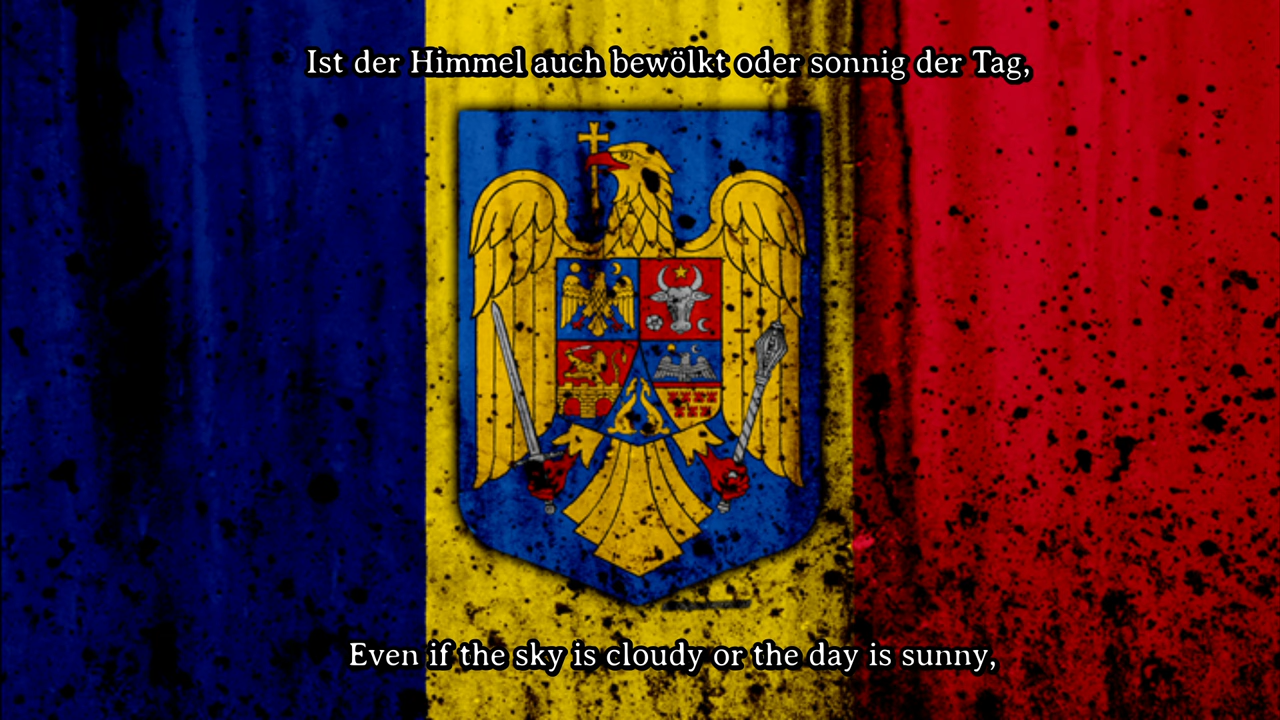 Ist der Himmel auch bewölkt oder sonnig der Tag,
Even if the sky is cloudy or the day is sunny,